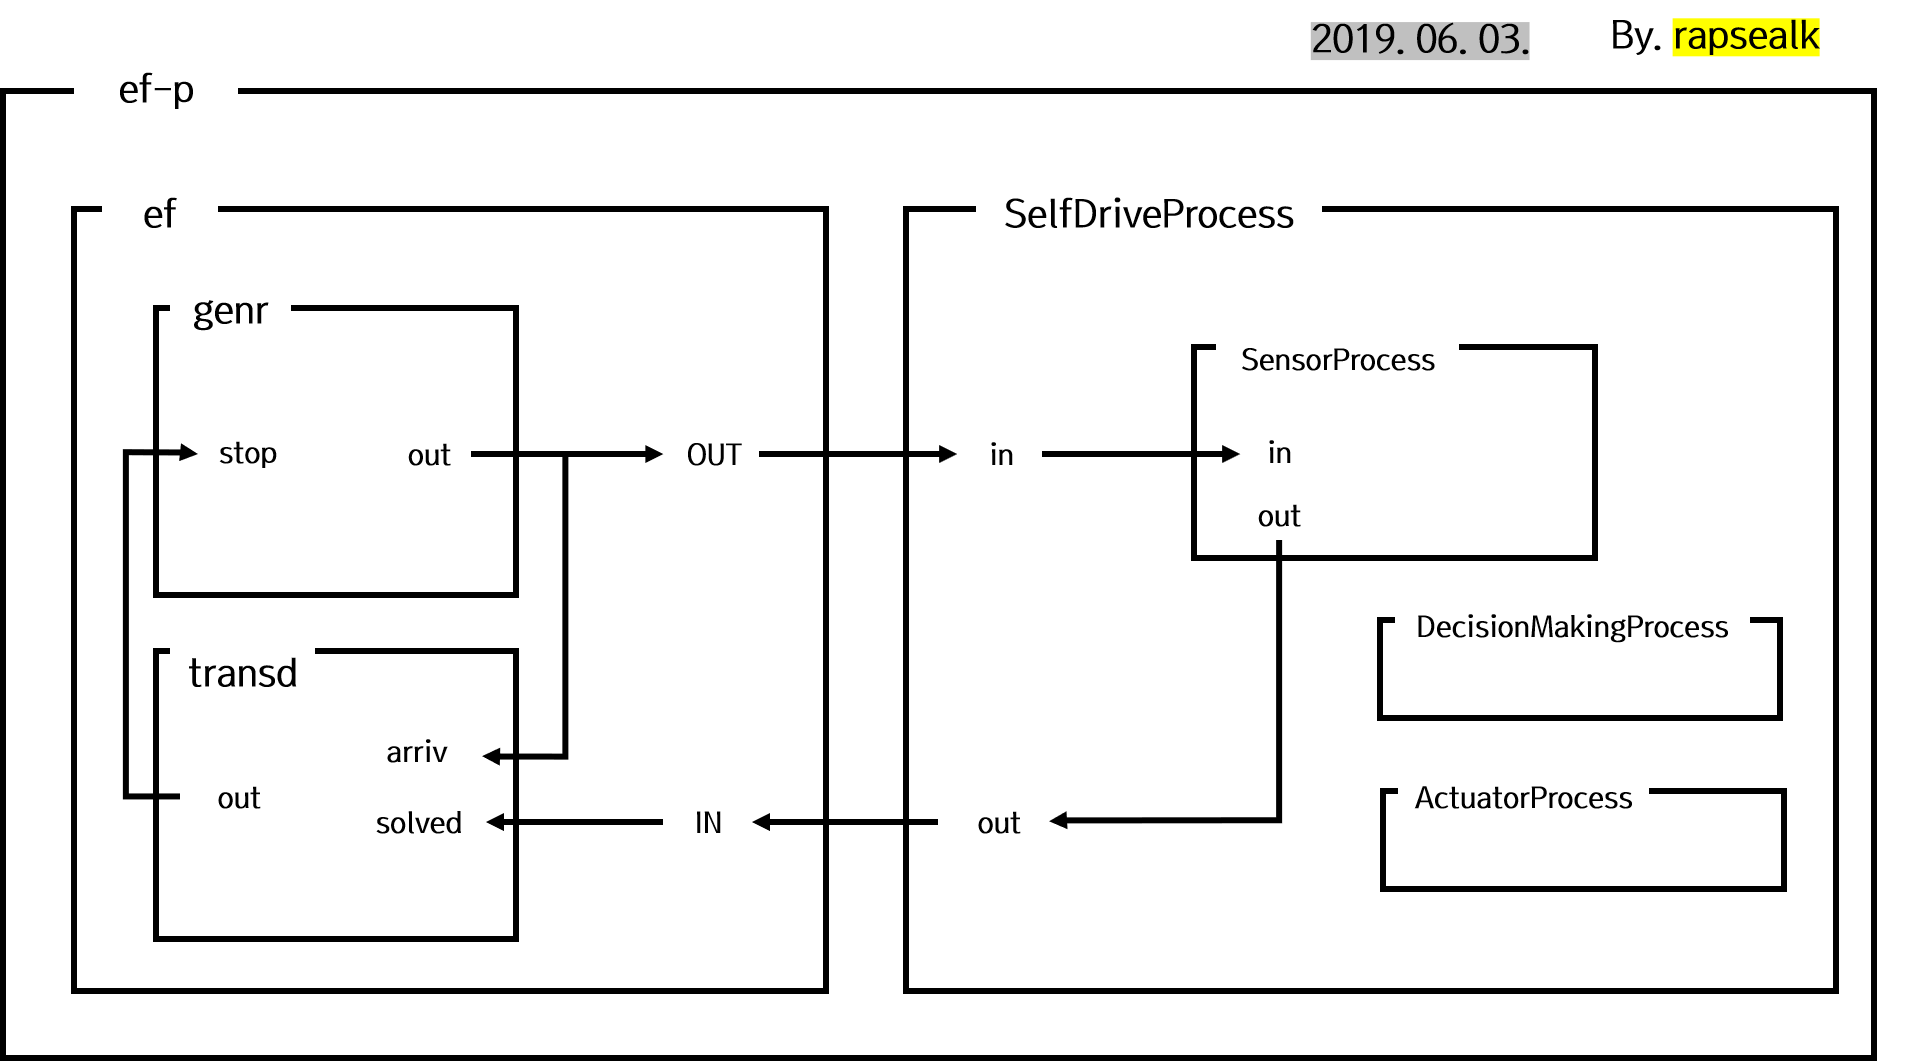 2019. 06. 03.
By. rapsealk
ef-p
ef
SelfDriveProcess
genr
SensorProcess
stop
out
OUT
in
in
out
DecisionMakingProcess
transd
arriv
out
solved
IN
out
ActuatorProcess